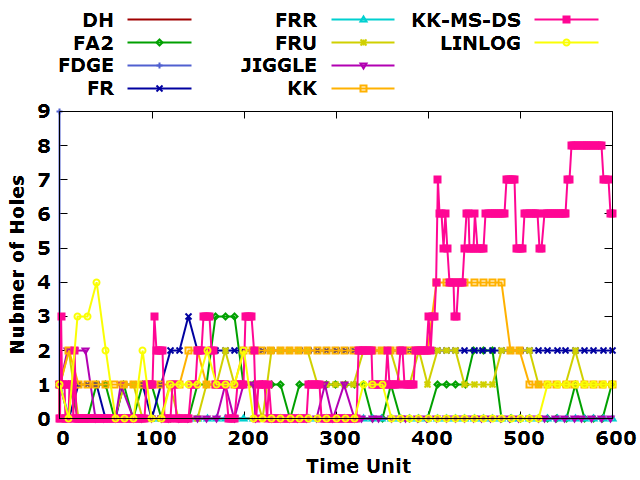 DH FRR KK-MS-DS
FA2 FRU LINLOG
FDGE JIGGLE
FR KK
9
8
7
6
5
4
3
2
1
0
Nubmer of Holes
0 100 200 300 400 500 600
Time Unit